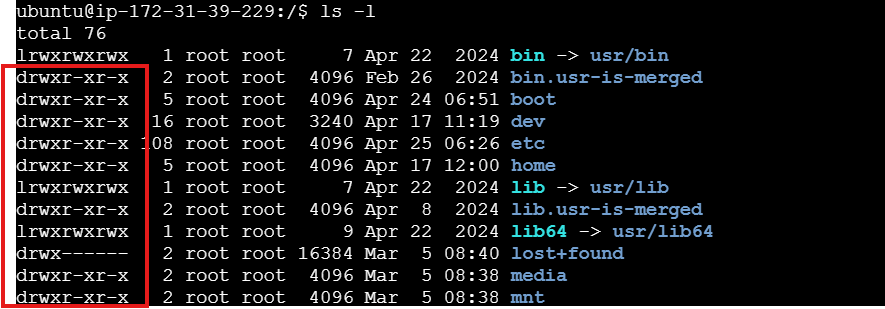 ubuntu@ip-172-31-39-229:/$ ls -l
total 76
lrwxrwxrwx   1 root root     7 Apr 22  2024 bin -> usr/bin
drwxr-xr-x   2 root root  4096 Feb 26  2024 bin.usr-is-merged
drwxr-xr-x   5 root root  4096 Apr 24 06:51 boot
drwxr-xr-x  16 root root  3240 Apr 17 11:19 dev
drwxr-xr-x 108 root root  4096 Apr 25 06:26 etc
drwxr-xr-x   5 root root  4096 Apr 17 12:00 home
lrwxrwxrwx   1 root root     7 Apr 22  2024 lib -> usr/lib
drwxr-xr-x   2 root root  4096 Apr  8  2024 lib.usr-is-merged
lrwxrwxrwx   1 root root     9 Apr 22  2024 lib64 -> usr/lib64
drwx------   2 root root 16384 Mar  5 08:40 lost+found
drwxr-xr-x   2 root root  4096 Mar  5 08:38 media
drwxr-xr-x   2 root root  4096 Mar  5 08:38 mnt